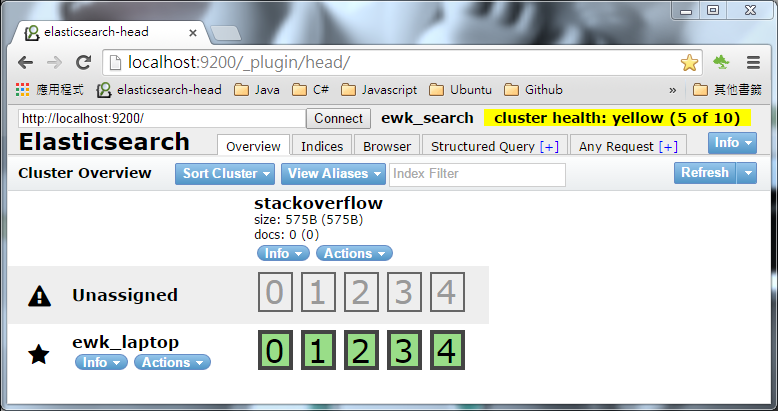 elasticsearch-head
localhost:9200/_plugin/head/
應用程式 elasticsearch-head Java C# Javascript Ubuntu Github » 其他書籤
http://localhost:9200/ Connect ewk_search cluster health: yellow (5 of 10)
Elasticsearch Overview Indices Browser Structured Query [+] Any Request [+] Info
Cluster Overview Sort Cluster View Aliases Index Filter Refresh
stackoverflow
size: 575B (575B)
docs: 0 (0)
Info Actions
Unassigned 0 1 2 3 4
ewk_laptop 0 1 2 3 4
Info Actions